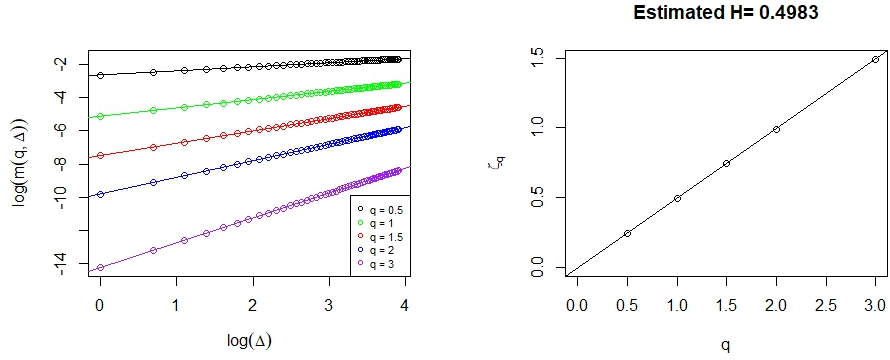 Estimated H= 0.4983
log(m(q, Δ))
-2
-4
-6
-8
-10
-14
0
1
2
3
4
log(Δ)
q = 0.5
q = 1
q = 1.5
q = 2
q = 3
ζq
1.5
1.0
0.5
0.0
0.0
0.5
1.0
1.5
2.0
2.5
3.0
q